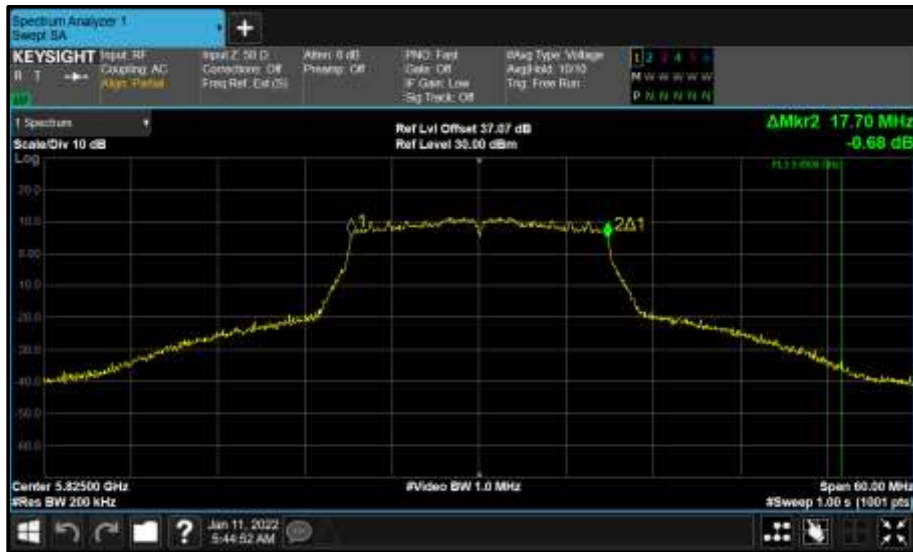 Spectrum Analyzer 1
Swept SA
+
KEYSIGHT
R T
Input: RF
Coupling: AC
Align: Partial
Input Z: 50 Ω
Corrections: Off
Freq Ref: Ext (S)
Atten: 6 dB
Preamp: Off
PNO: Fast
Gate: Off
IF Gain: Low
Sig Track: Off
#Avg Type: Voltage
Avg|Hold: 10/10
Trig: Free Run
1 2 3 4 5 6
M W W W W W
P N N N N N
1 Spectrum
Scale/Div 10 dB
Ref Lvl Offset 37.07 dB
Ref Level 30.00 dBm
ΔMkr2 17.70 MHz
-0.68 dB
Log
20.0
10.0
0.00
-10.0
-20.0
-30.0
-40.0
-50.0
-60.0
1
2Δ1
Center 5.82500 GHz
#Res BW 200 kHz
#Video BW 1.0 MHz
Span 60.00 MHz
#Sweep 1.00 s (1001 pts)
?
Jan 11, 2022
5:44:52 AM